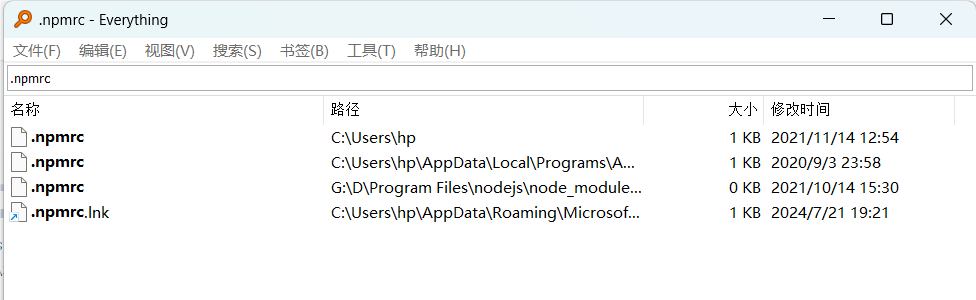 .npmrc - Everything
文件(F) 编辑(E) 视图(V) 搜索(S) 书签(B) 工具(T) 帮助(H)
.npmrc
名称 路径 大小 修改时间
.npmrc C:\Users\hp 1 KB 2021/11/14 12:54
.npmrc C:\Users\hp\AppData\Local\Programs\A... 1 KB 2020/9/3 23:58
.npmrc G:\D\Program Files\nodejs\node_module... 0 KB 2021/10/14 15:30
.npmrc.lnk C:\Users\hp\AppData\Roaming\Microsof... 1 KB 2024/7/21 19:21